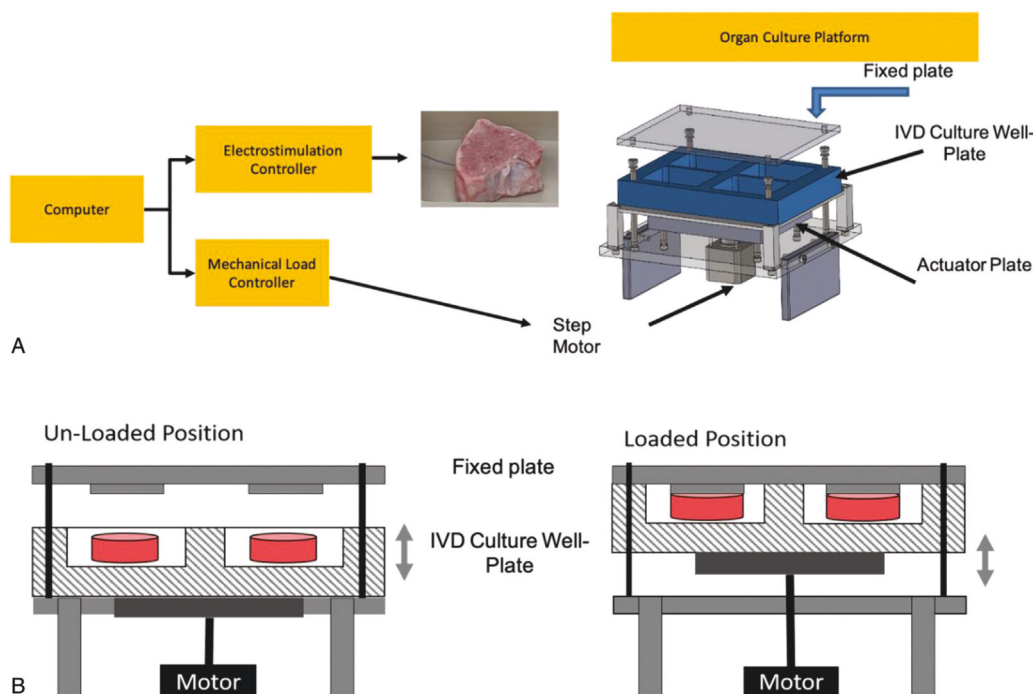 Organ Culture Platform
Fixed plate
IVD Culture Well-
Plate
Electrostimulation
Controller
Computer
Mechanical Load
Controller
Actuator Plate
Step
Motor
A
Un-Loaded Position
Fixed plate
IVD Culture Well-
Plate
Motor
Loaded Position
Motor
B